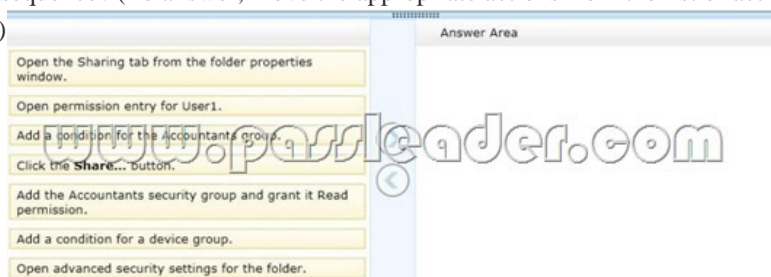 )
Answer Area
Open the Sharing tab from the folder properties
window.
Open permission entry for User1.
Add a condition for the Accountants group.
www.passleader.com
Click the Share... button.
Add the Accountants security group and grant it Read
permission.
Add a condition for a device group.
Open advanced security settings for the folder.